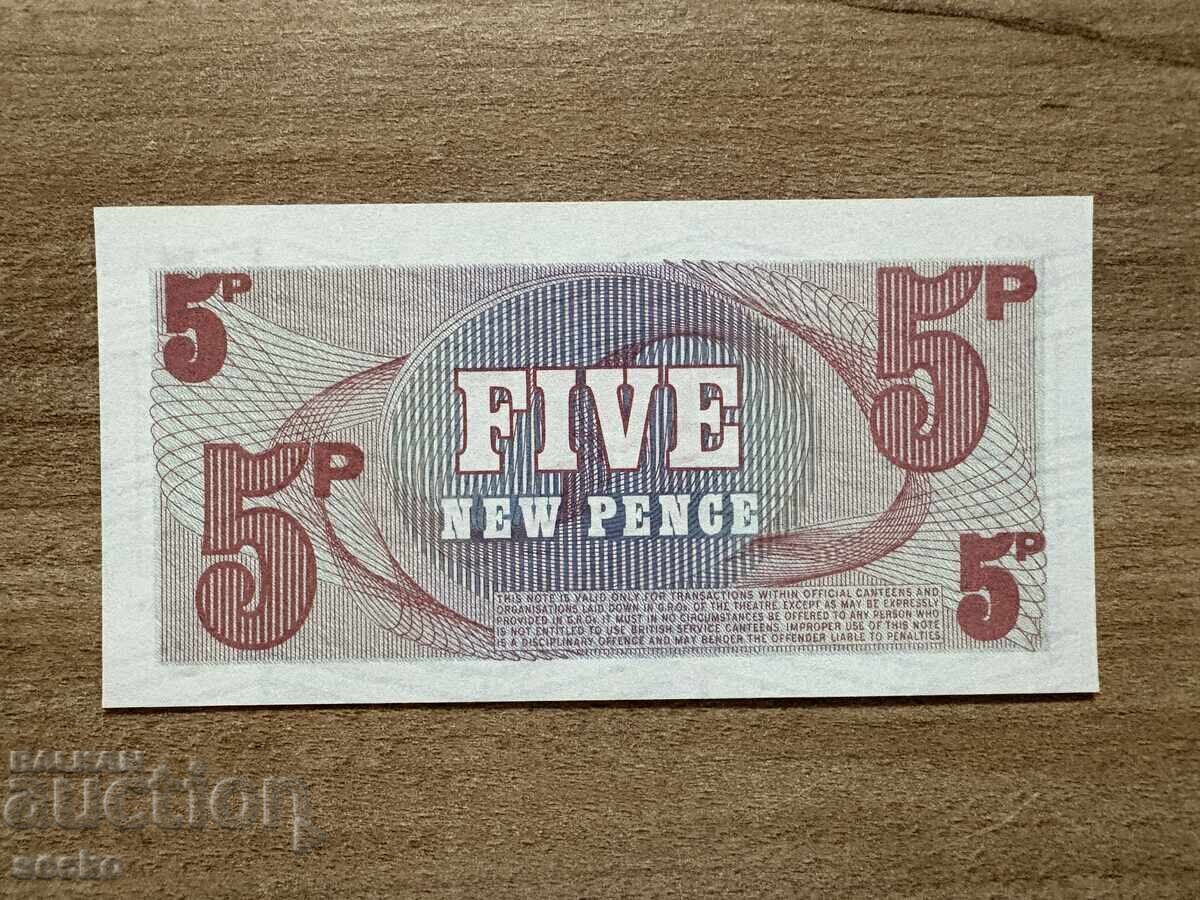 5P
5P
FIVE
NEW PENCE
5P
5P
THIS NOTE IS VALID ONLY FOR TRANSACTIONS WITHIN OFFICIAL CANTEENS AND
ORGANISATIONS LAID DOWN IN G.R.Os. OF THE THEATRE. EXCEPT AS MAY BE EXPRESSLY
PROVIDED IN G.R.Os. IT MUST IN NO CIRCUMSTANCES BE OFFERED TO ANY PERSON WHO
IS NOT ENTITLED TO USE BRITISH SERVICE CANTEENS. IMPROPER USE OF THIS NOTE
IS A DISCIPLINARY OFFENCE AND MAY RENDER THE OFFENDER LIABLE TO PENALTIES.
BALKAN
auction
secko